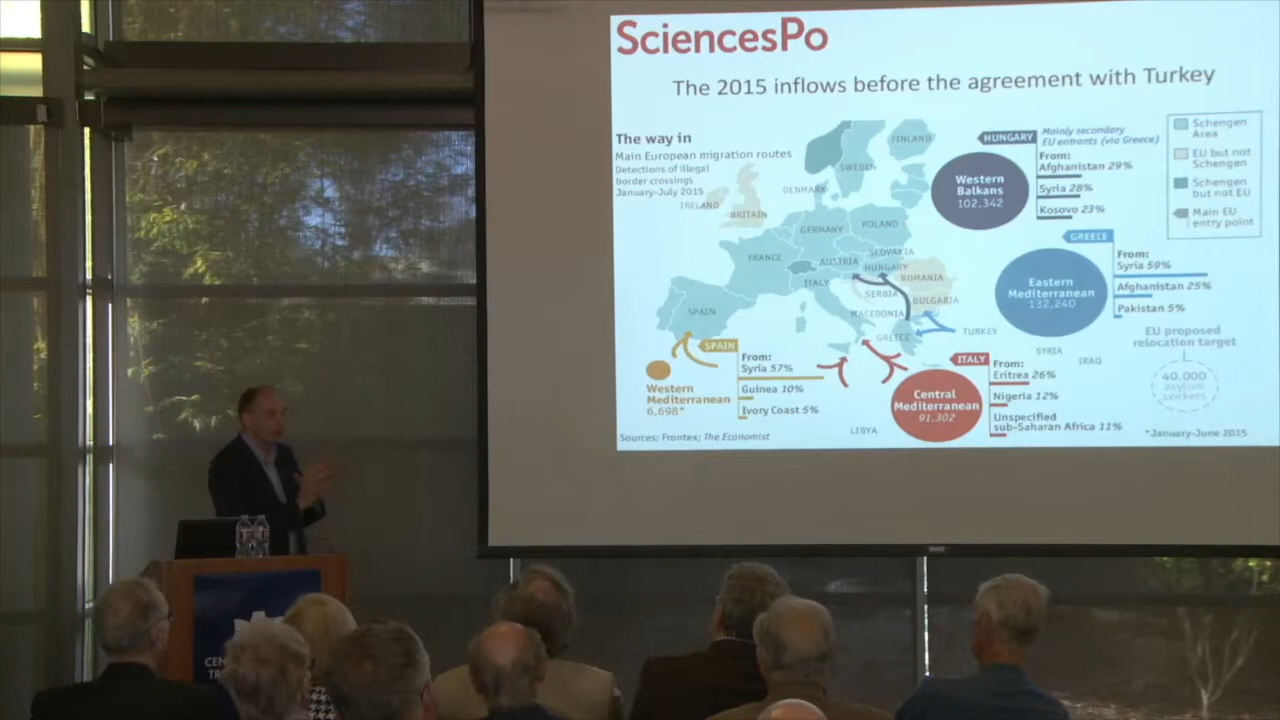 SciencesPo
The 2015 inflows before the agreement with Turkey
The way in
Main European migration routes
Detections of illegal
border crossings
January-July 2015
IRELAND
BRITAIN
DENMARK
SWEDEN
FINLAND
GERMANY
POLAND
FRANCE
AUSTRIA
SLOVAKIA
HUNGARY
ITALY
ROMANIA
SERBIA
BULGARIA
SPAIN
MACEDONIA
GREECE
TURKEY
SYRIA
IRAQ
LIBYA
HUNGARY
Mainly secondary
EU entrants (via Greece)
Western
Balkans
102,342
From:
Afghanistan 29%
Syria 28%
Kosovo 23%
Schengen
Area
EU but not
Schengen
Schengen
but not EU
Main EU
entry point
GREECE
Eastern
Mediterranean
132,240
From:
Syria 59%
Afghanistan 25%
Pakistan 5%
EU proposed
relocation target
40,000
asylum
seekers
SPAIN
Western
Mediterranean
6,698*
From:
Syria 57%
Guinea 10%
Ivory Coast 5%
ITALY
Central
Mediterranean
91,302
From:
Eritrea 26%
Nigeria 12%
Unspecified
sub-Saharan Africa 11%
Sources: Frontex; The Economist
*January-June 2015